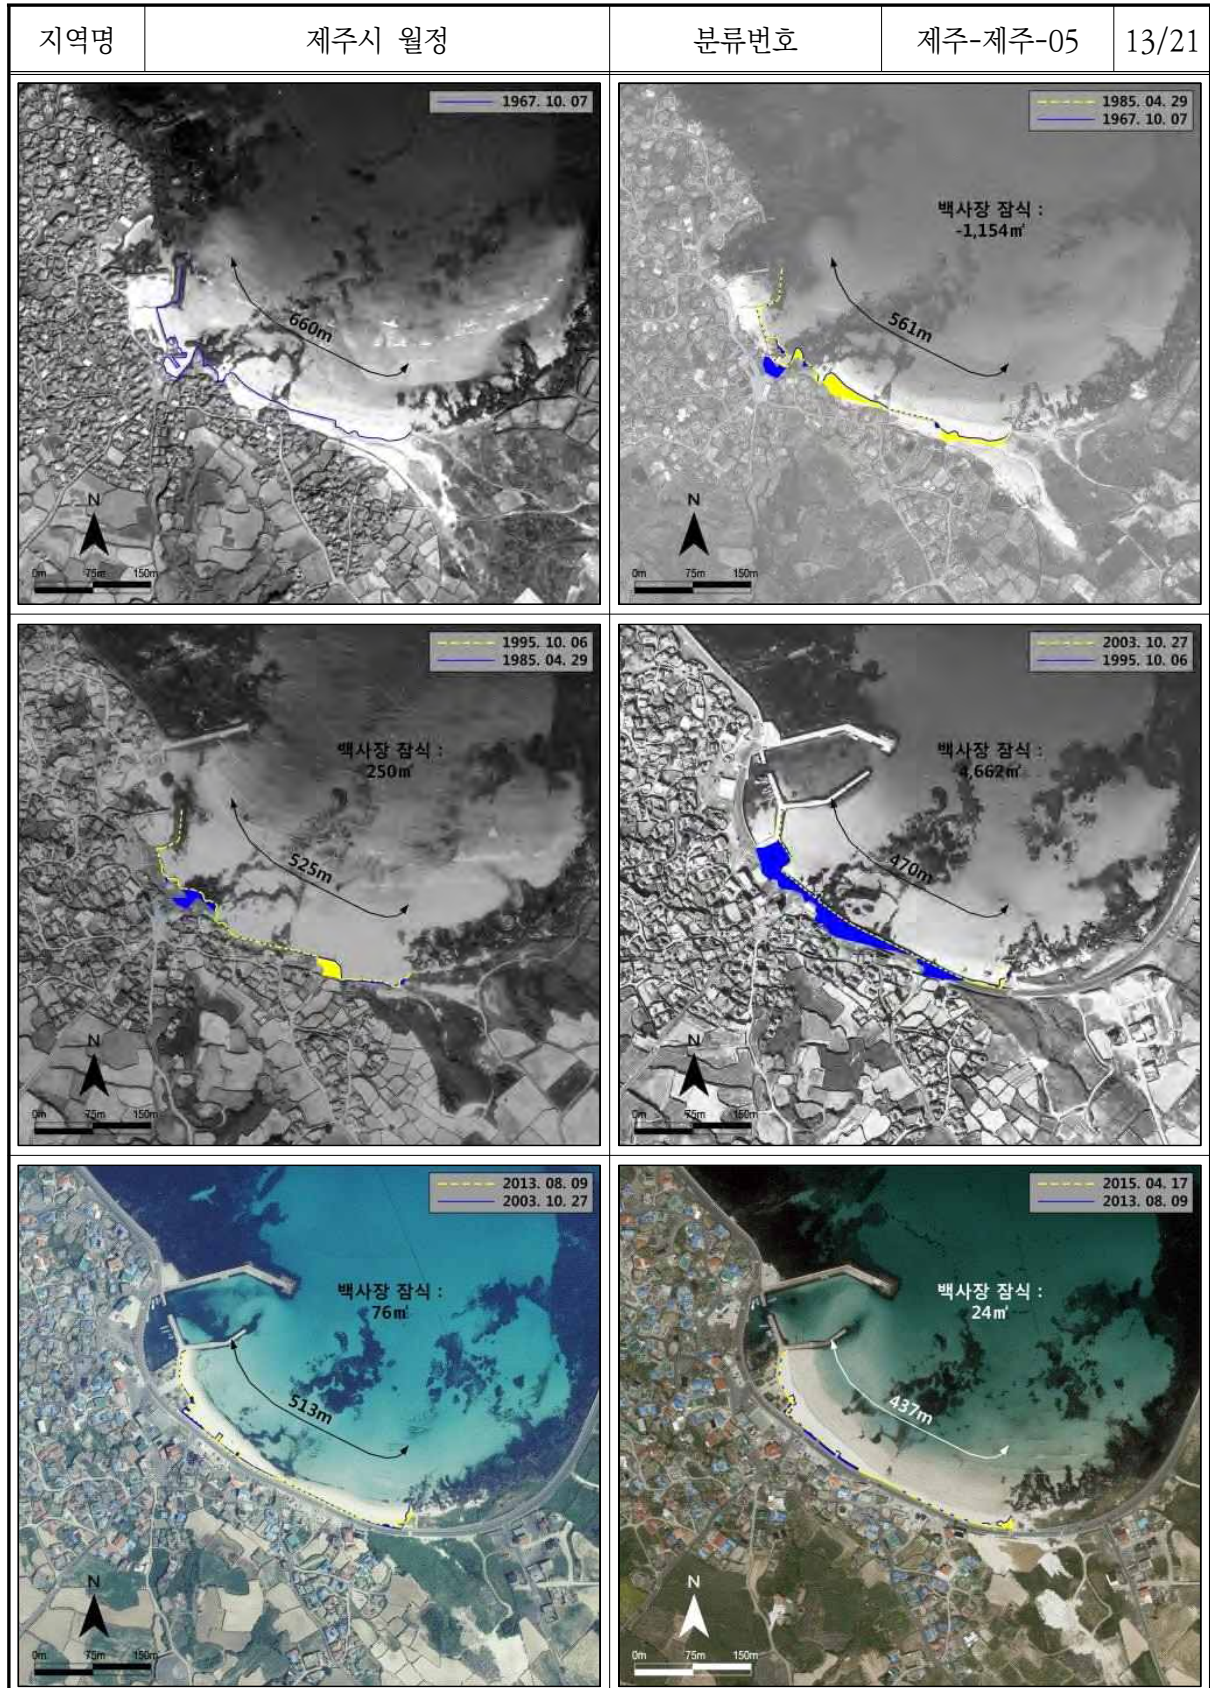 지역명 제주시 월정 분류번호 제주-제주-05 13/21
1967. 10. 07
660m
N
0m 75m 150m
1985. 04. 29
1967. 10. 07
백사장 잠식 :
-1,154㎡
561m
N
0m 75m 150m
1995. 10. 06
1985. 04. 29
백사장 잠식 :
250㎡
525m
N
0m 75m 150m
2003. 10. 27
1995. 10. 06
백사장 잠식 :
4,662㎡
470m
N
0m 75m 150m
2013. 08. 09
2003. 10. 27
백사장 잠식 :
76㎡
513m
N
0m 75m 150m
2015. 04. 17
2013. 08. 09
백사장 잠식 :
24㎡
437m
N
0m 75m 150m